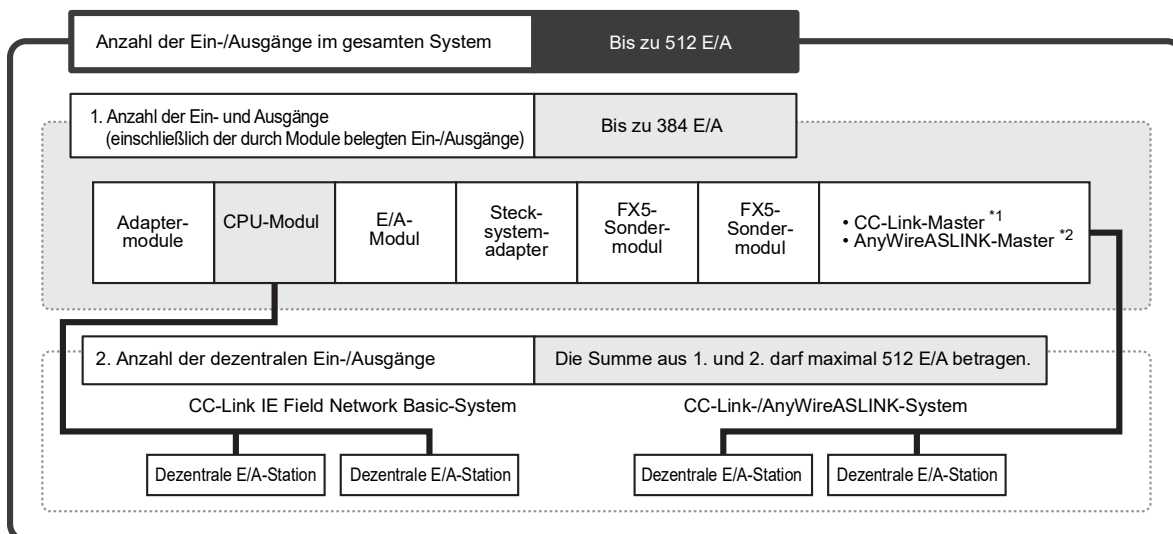 Anzahl der Ein-/Ausgänge im gesamten System
Bis zu 512 E/A
1. Anzahl der Ein- und Ausgänge
(einschließlich der durch Module belegten Ein-/Ausgänge)
Bis zu 384 E/A
Adapter-
module
CPU-Modul
E/A-
Modul
Steck-
system-
adapter
FX5-
Sonder-
modul
FX5-
Sonder-
modul
• CC-Link-Master *1
• AnyWireASLINK-Master *2
2. Anzahl der dezentralen Ein-/Ausgänge
Die Summe aus 1. und 2. darf maximal 512 E/A betragen.
CC-Link IE Field Network Basic-System
CC-Link-/AnyWireASLINK-System
Dezentrale E/A-Station
Dezentrale E/A-Station
Dezentrale E/A-Station
Dezentrale E/A-Station